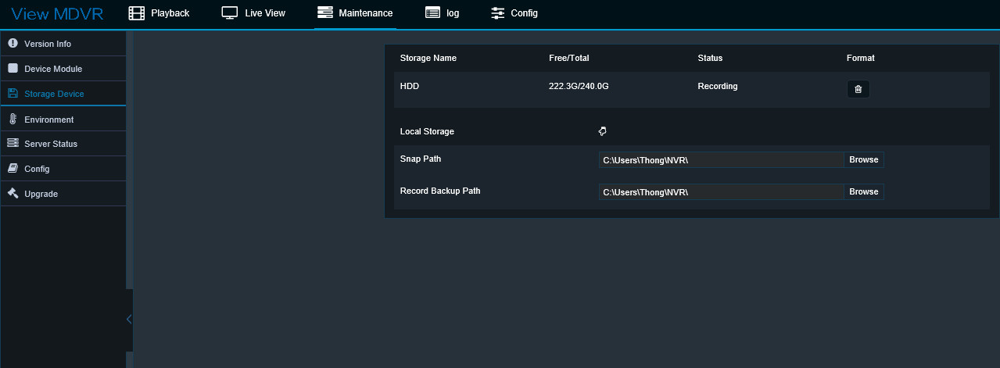 View MDVR Playback Live View Maintenance log Config
Version Info
Device Module
Storage Device
Environment
Server Status
Config
Upgrade
Storage Name Free/Total Status Format
HDD 222.3G/240.0G Recording
Local Storage
Snap Path C:\Users\Thong\NVR\ Browse
Record Backup Path C:\Users\Thong\NVR\ Browse